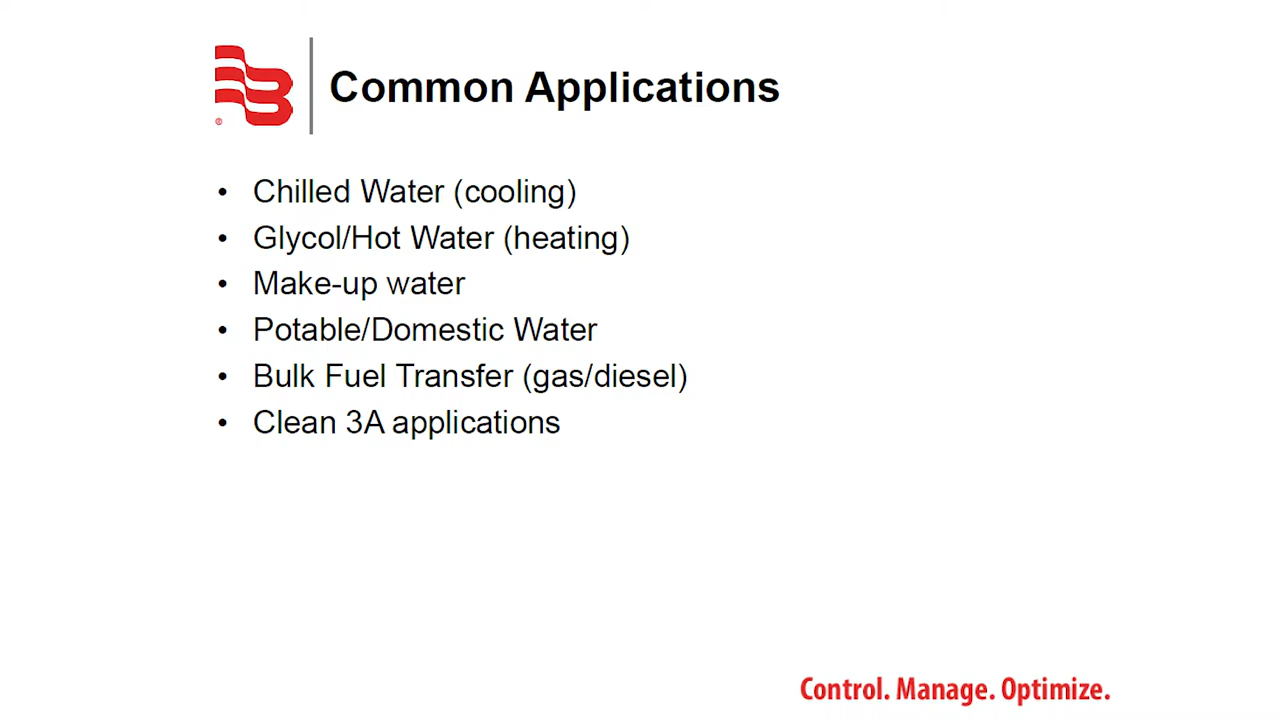 Common Applications
• Chilled Water (cooling)
• Glycol/Hot Water (heating)
• Make-up water
• Potable/Domestic Water
• Bulk Fuel Transfer (gas/diesel)
• Clean 3A applications
®
Control. Manage. Optimize.